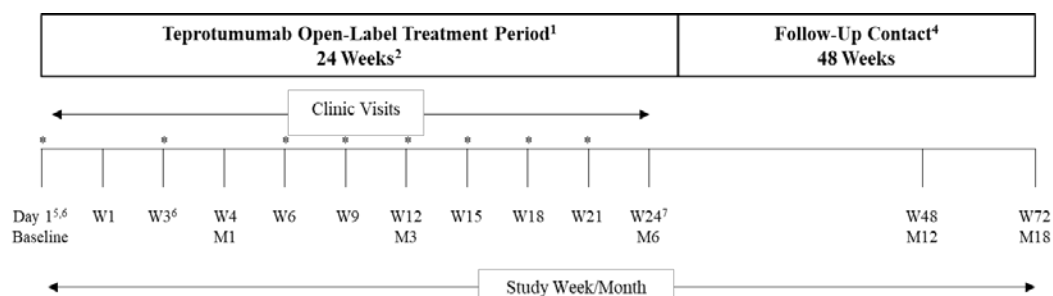 Teprotumumab Open-Label Treatment Period¹
24 Weeks²
Follow-Up Contact⁴
48 Weeks
Clinic Visits
* * * * * * * *
Day 1⁵,⁶ W1 W3⁶ W4 W6 W9 W12 W15 W18 W21 W24⁷ W48 W72
Baseline M1 M3 M6 M12 M18
Study Week/Month